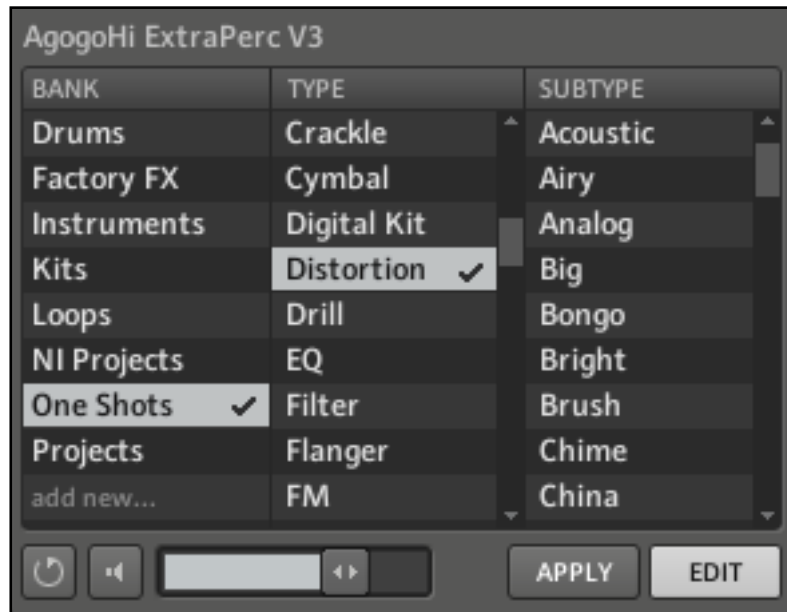 AgogoHi ExtraPerc V3
BANK TYPE SUBTYPE
Drums Crackle Acoustic
Factory FX Cymbal Airy
Instruments Digital Kit Analog
Kits Distortion Big
Loops Drill Bongo
NI Projects EQ Bright
One Shots Filter Brush
Projects Flanger Chime
add new... FM China
APPLY EDIT